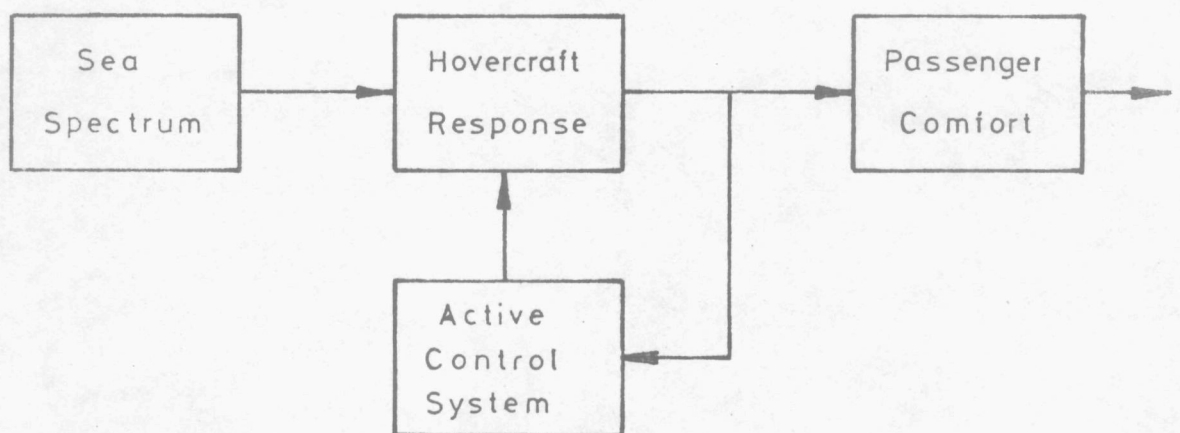 Sea
Spectrum
Hovercraft
Response
Passenger
Comfort
Active
Control
System